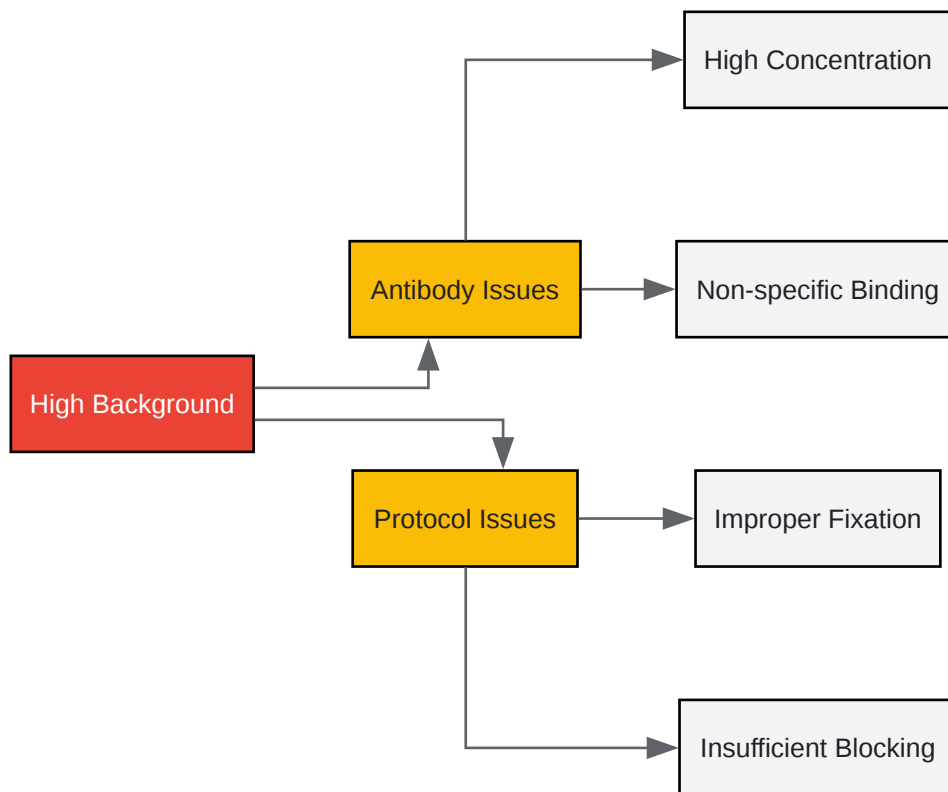 High Concentration
Antibody Issues
Non-specific Binding
High Background
Protocol Issues
Improper Fixation
Insufficient Blocking